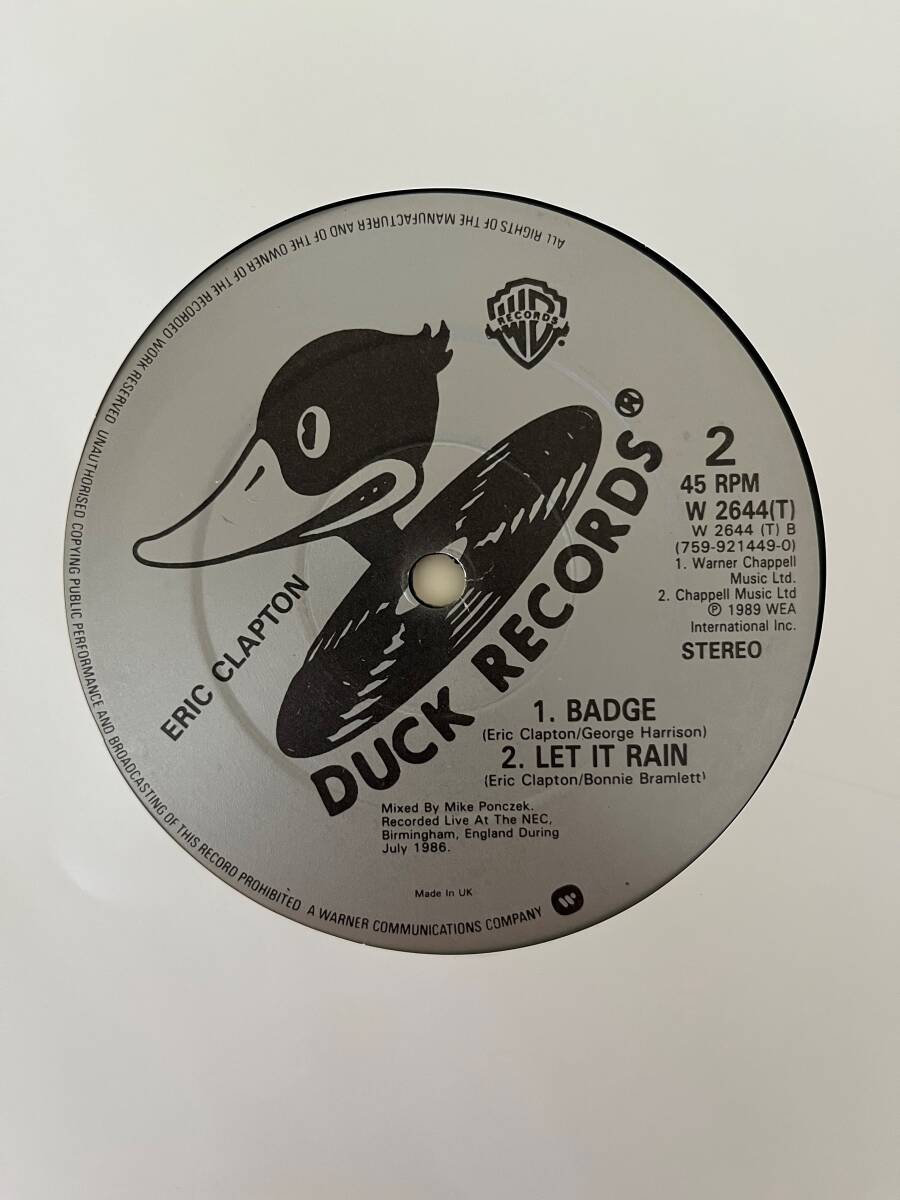 ALL RIGHTS OF THE MANUFACTURER AND OF THE OWNER OF THE RECORDED WORK RESERVED UNAUTHORISED COPYING PUBLIC PERFORMANCE AND BROADCASTING OF THIS RECORD PROHIBITED A WARNER COMMUNICATIONS COMPANY
WB
RECORDS
2
45 RPM
W 2644(T)
W 2644 (T) B
(759-921449-0)
1. Warner Chappell
Music Ltd.
2. Chappell Music Ltd
℗ 1989 WEA
International Inc.
STEREO
ERIC CLAPTON
DUCK RECORDS®
1. BADGE
(Eric Clapton/George Harrison)
2. LET IT RAIN
(Eric Clapton/Bonnie Bramlett)
Mixed By Mike Ponczek.
Recorded Live At The NEC,
Birmingham, England During
July 1986.
Made In UK